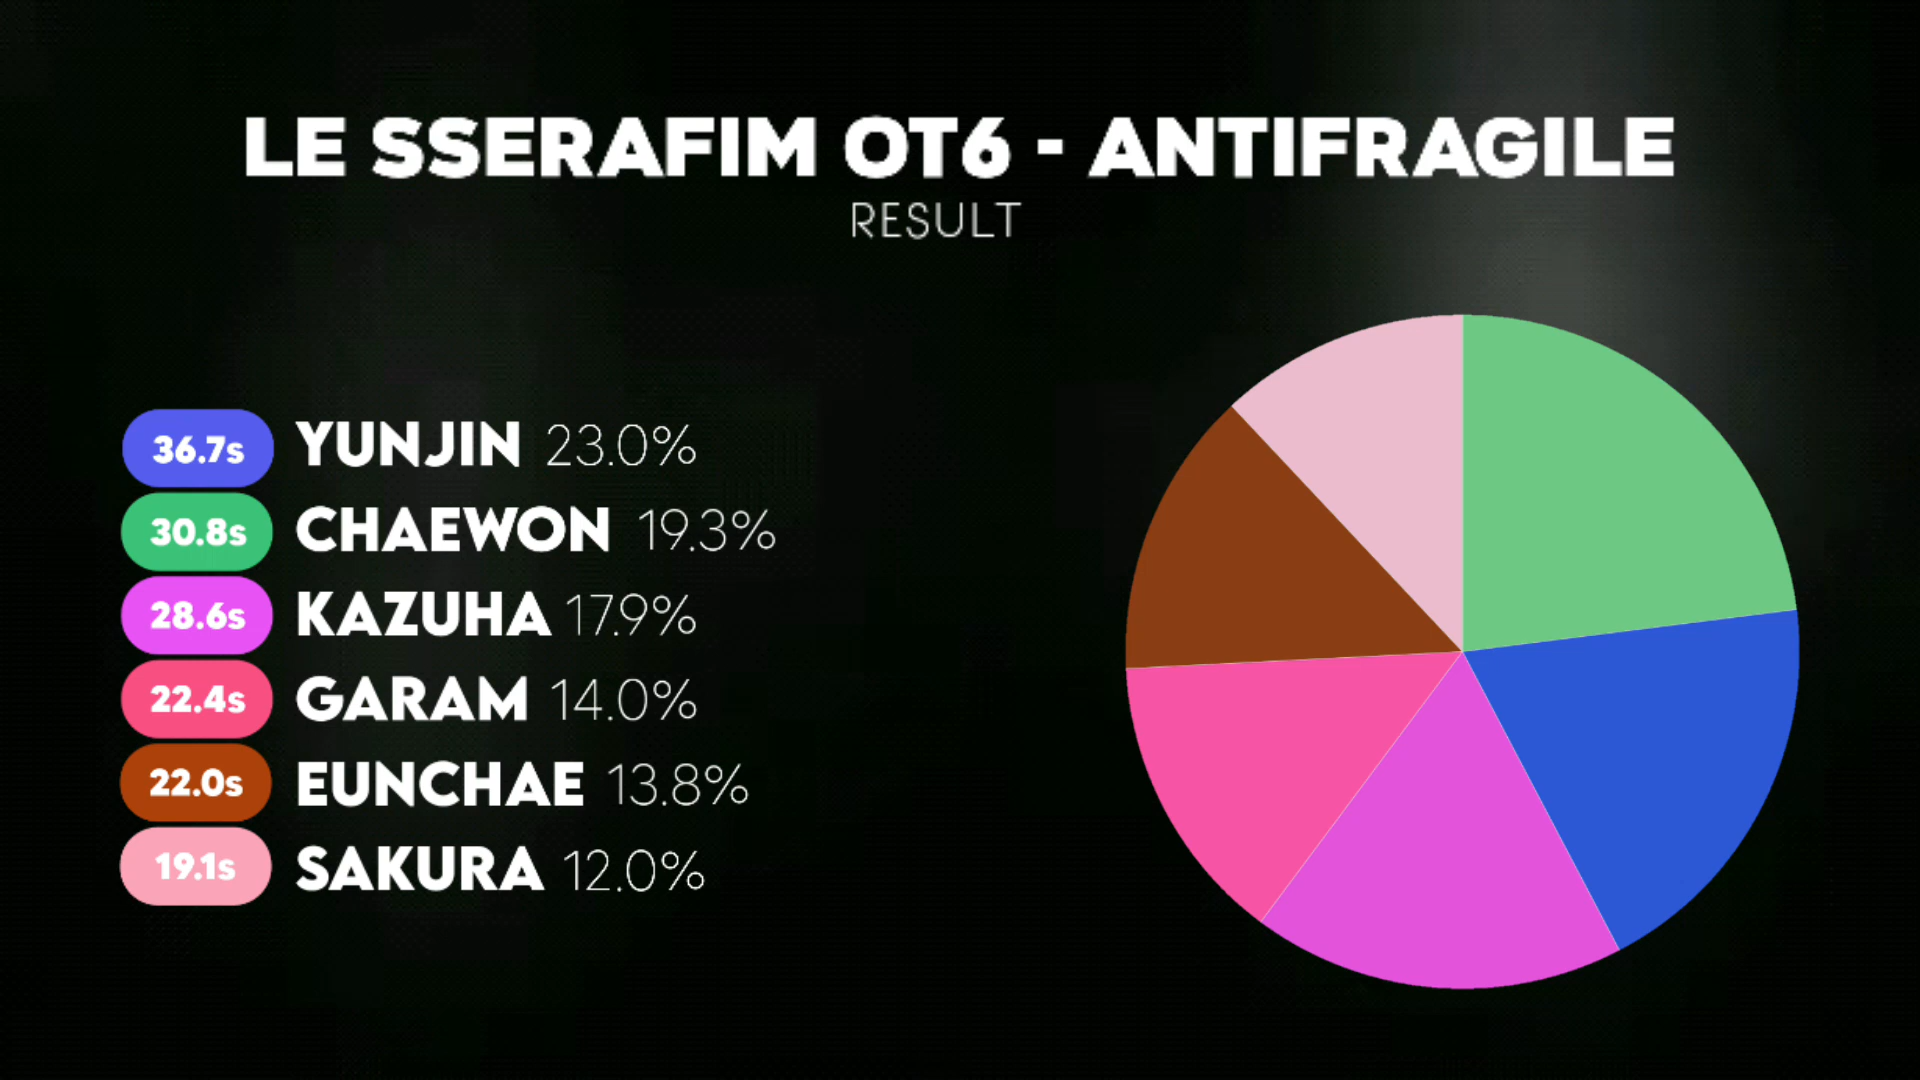 LE SSERAFIM OT6 - ANTIFRAGILE
RESULT
36.7s YUNJIN 23.0%
30.8s CHAEWON 19.3%
28.6s KAZUHA 17.9%
22.4s GARAM 14.0%
22.0s EUNCHAE 13.8%
19.1s SAKURA 12.0%